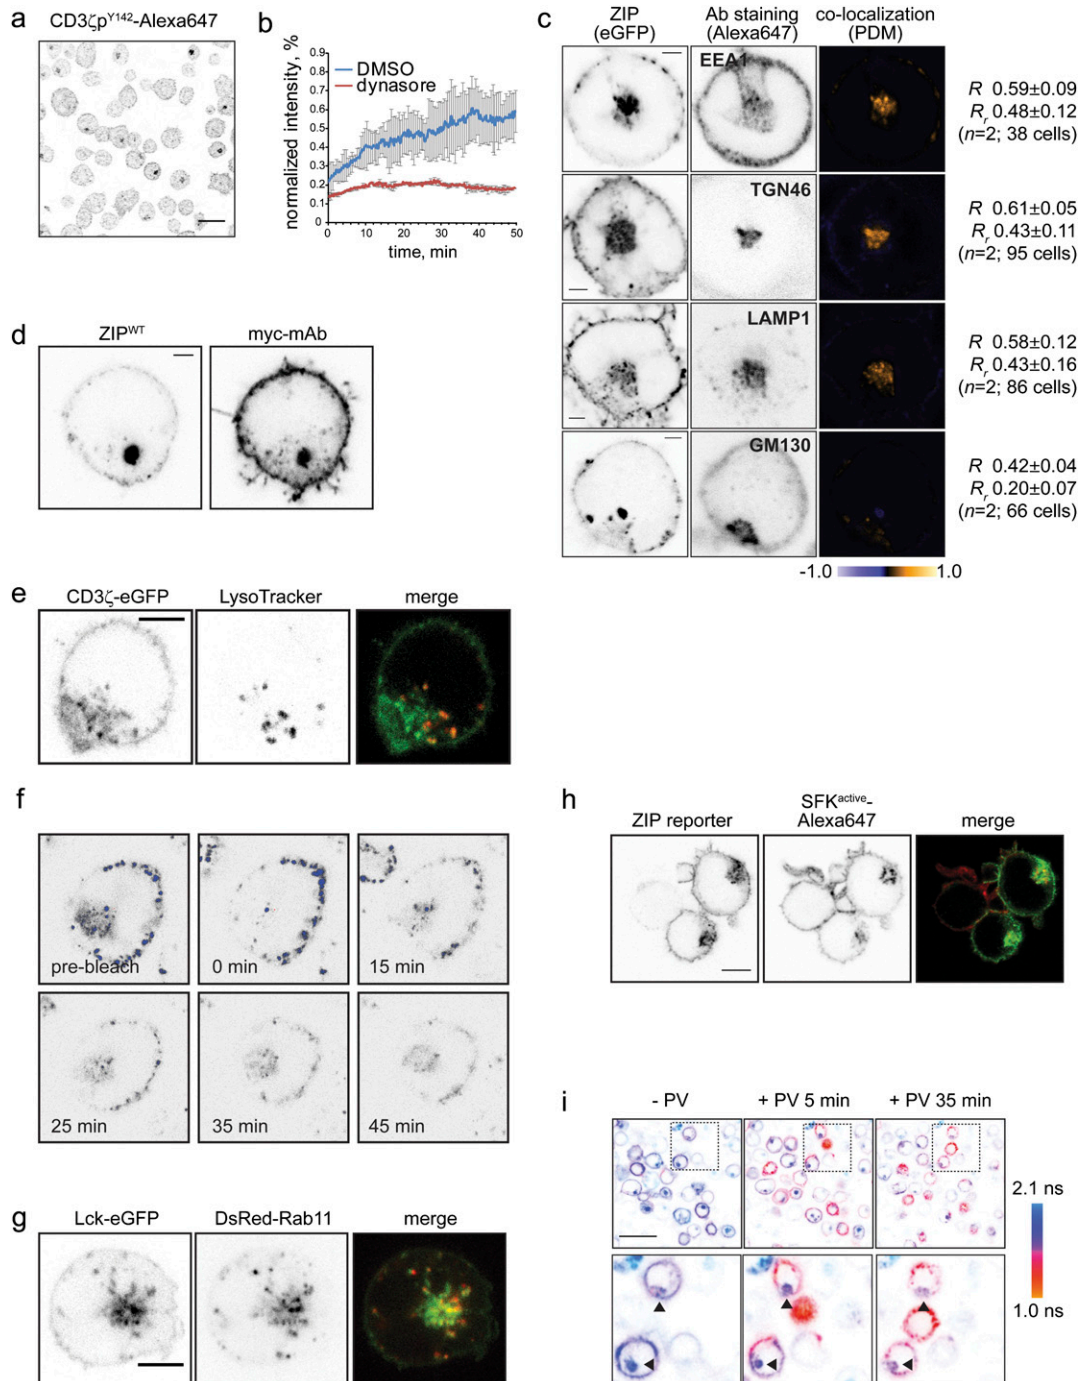 a
CD3ζpY142-Alexa647
b
normalized intensity, %
0.9
0.8
0.7
0.6
0.5
0.4
0.3
0.2
0.1
0
DMSO
dynasore
0 10 20 30 40 50
time, min
c
ZIP (eGFP)
Ab staining (Alexa647)
co-localization (PDM)
EEA1
R 0.59±0.09
Rr 0.48±0.12
(n=2; 38 cells)
TGN46
R 0.61±0.05
Rr 0.43±0.11
(n=2; 95 cells)
LAMP1
R 0.58±0.12
Rr 0.43±0.16
(n=2; 86 cells)
GM130
R 0.42±0.04
Rr 0.20±0.07
(n=2; 66 cells)
-1.0 1.0
d
ZIPWT
myc-mAb
e
CD3ζ-eGFP
LysoTracker
merge
f
pre-bleach
0 min
15 min
25 min
35 min
45 min
g
Lck-eGFP
DsRed-Rab11
merge
h
ZIP reporter
SFKactive-
Alexa647
merge
i
- PV
+ PV 5 min
+ PV 35 min
2.1 ns
1.0 ns